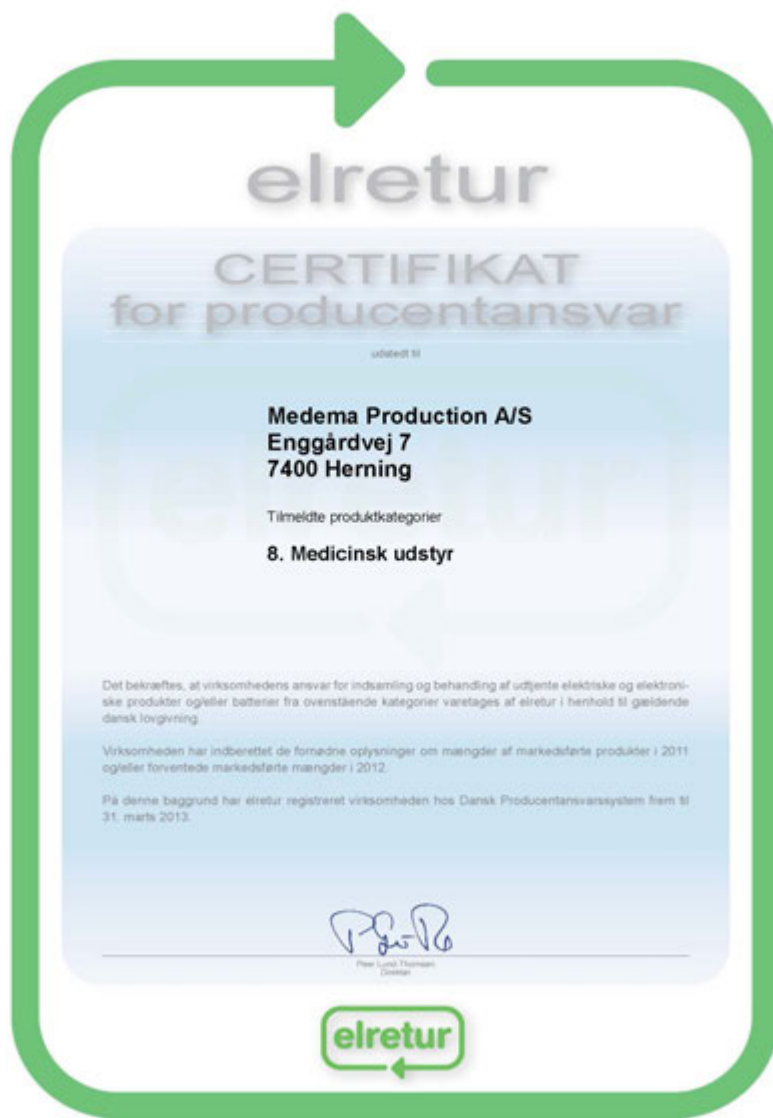 elretur
CERTIFIKAT
for producentansvar
udstedt til
Medema Production A/S
Enggårdvej 7
7400 Herning
Tilmeldte produktkategorier
8. Medicinsk udstyr
Det bekræftes, at virksomhedens ansvar for indsamling og behandling af udtjente elektriske og elektroni-
ske produkter og/eller batterier fra ovenstående kategorier varetages af elretur i henhold til gældende
dansk lovgivning.
Virksomheden har indberettet de fornødne oplysninger om mængder af markedsførte produkter i 2011
og/eller forventede markedsførte mængder i 2012.
På denne baggrund har elretur registreret virksomheden hos Dansk Producentansvarssystem frem til
31. marts 2013.
Peer Lund-Thomsen
Direktør
elretur